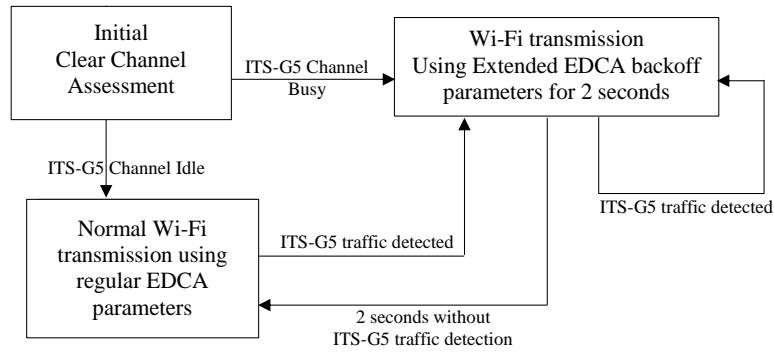 Initial
Clear Channel
Assessment
ITS-G5 Channel
Busy
Wi-Fi transmission
Using Extended EDCA backoff
parameters for 2 seconds
ITS-G5 Channel Idle
ITS-G5 traffic detected
Normal Wi-Fi
transmission using
regular EDCA
parameters
ITS-G5 traffic detected
2 seconds without
ITS-G5 traffic detection